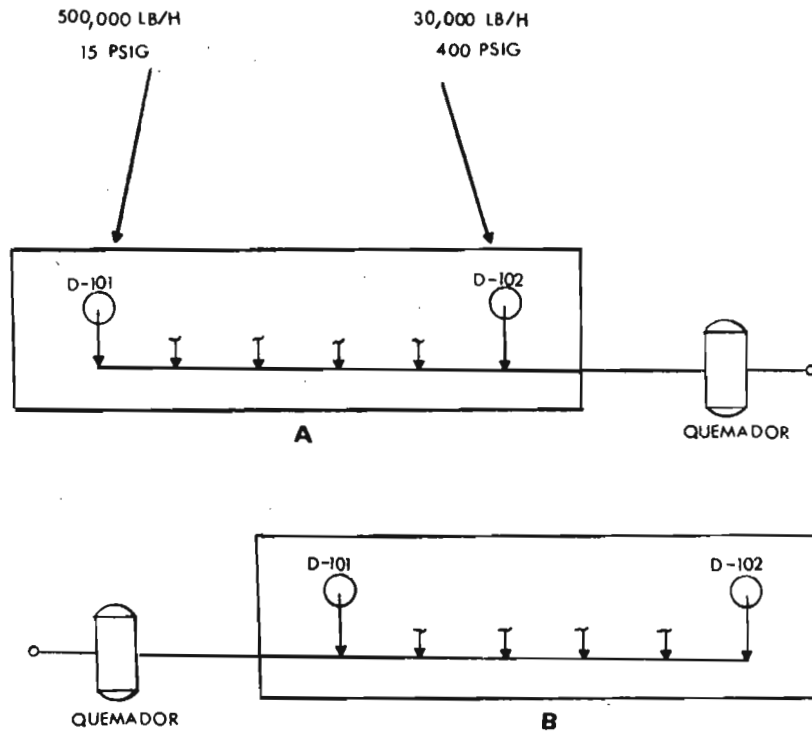 500,000 LB/H
15 PSIG
30,000 LB/H
400 PSIG
D-101
D-102
QUEMADOR
A
D-101
D-102
QUEMADOR
B